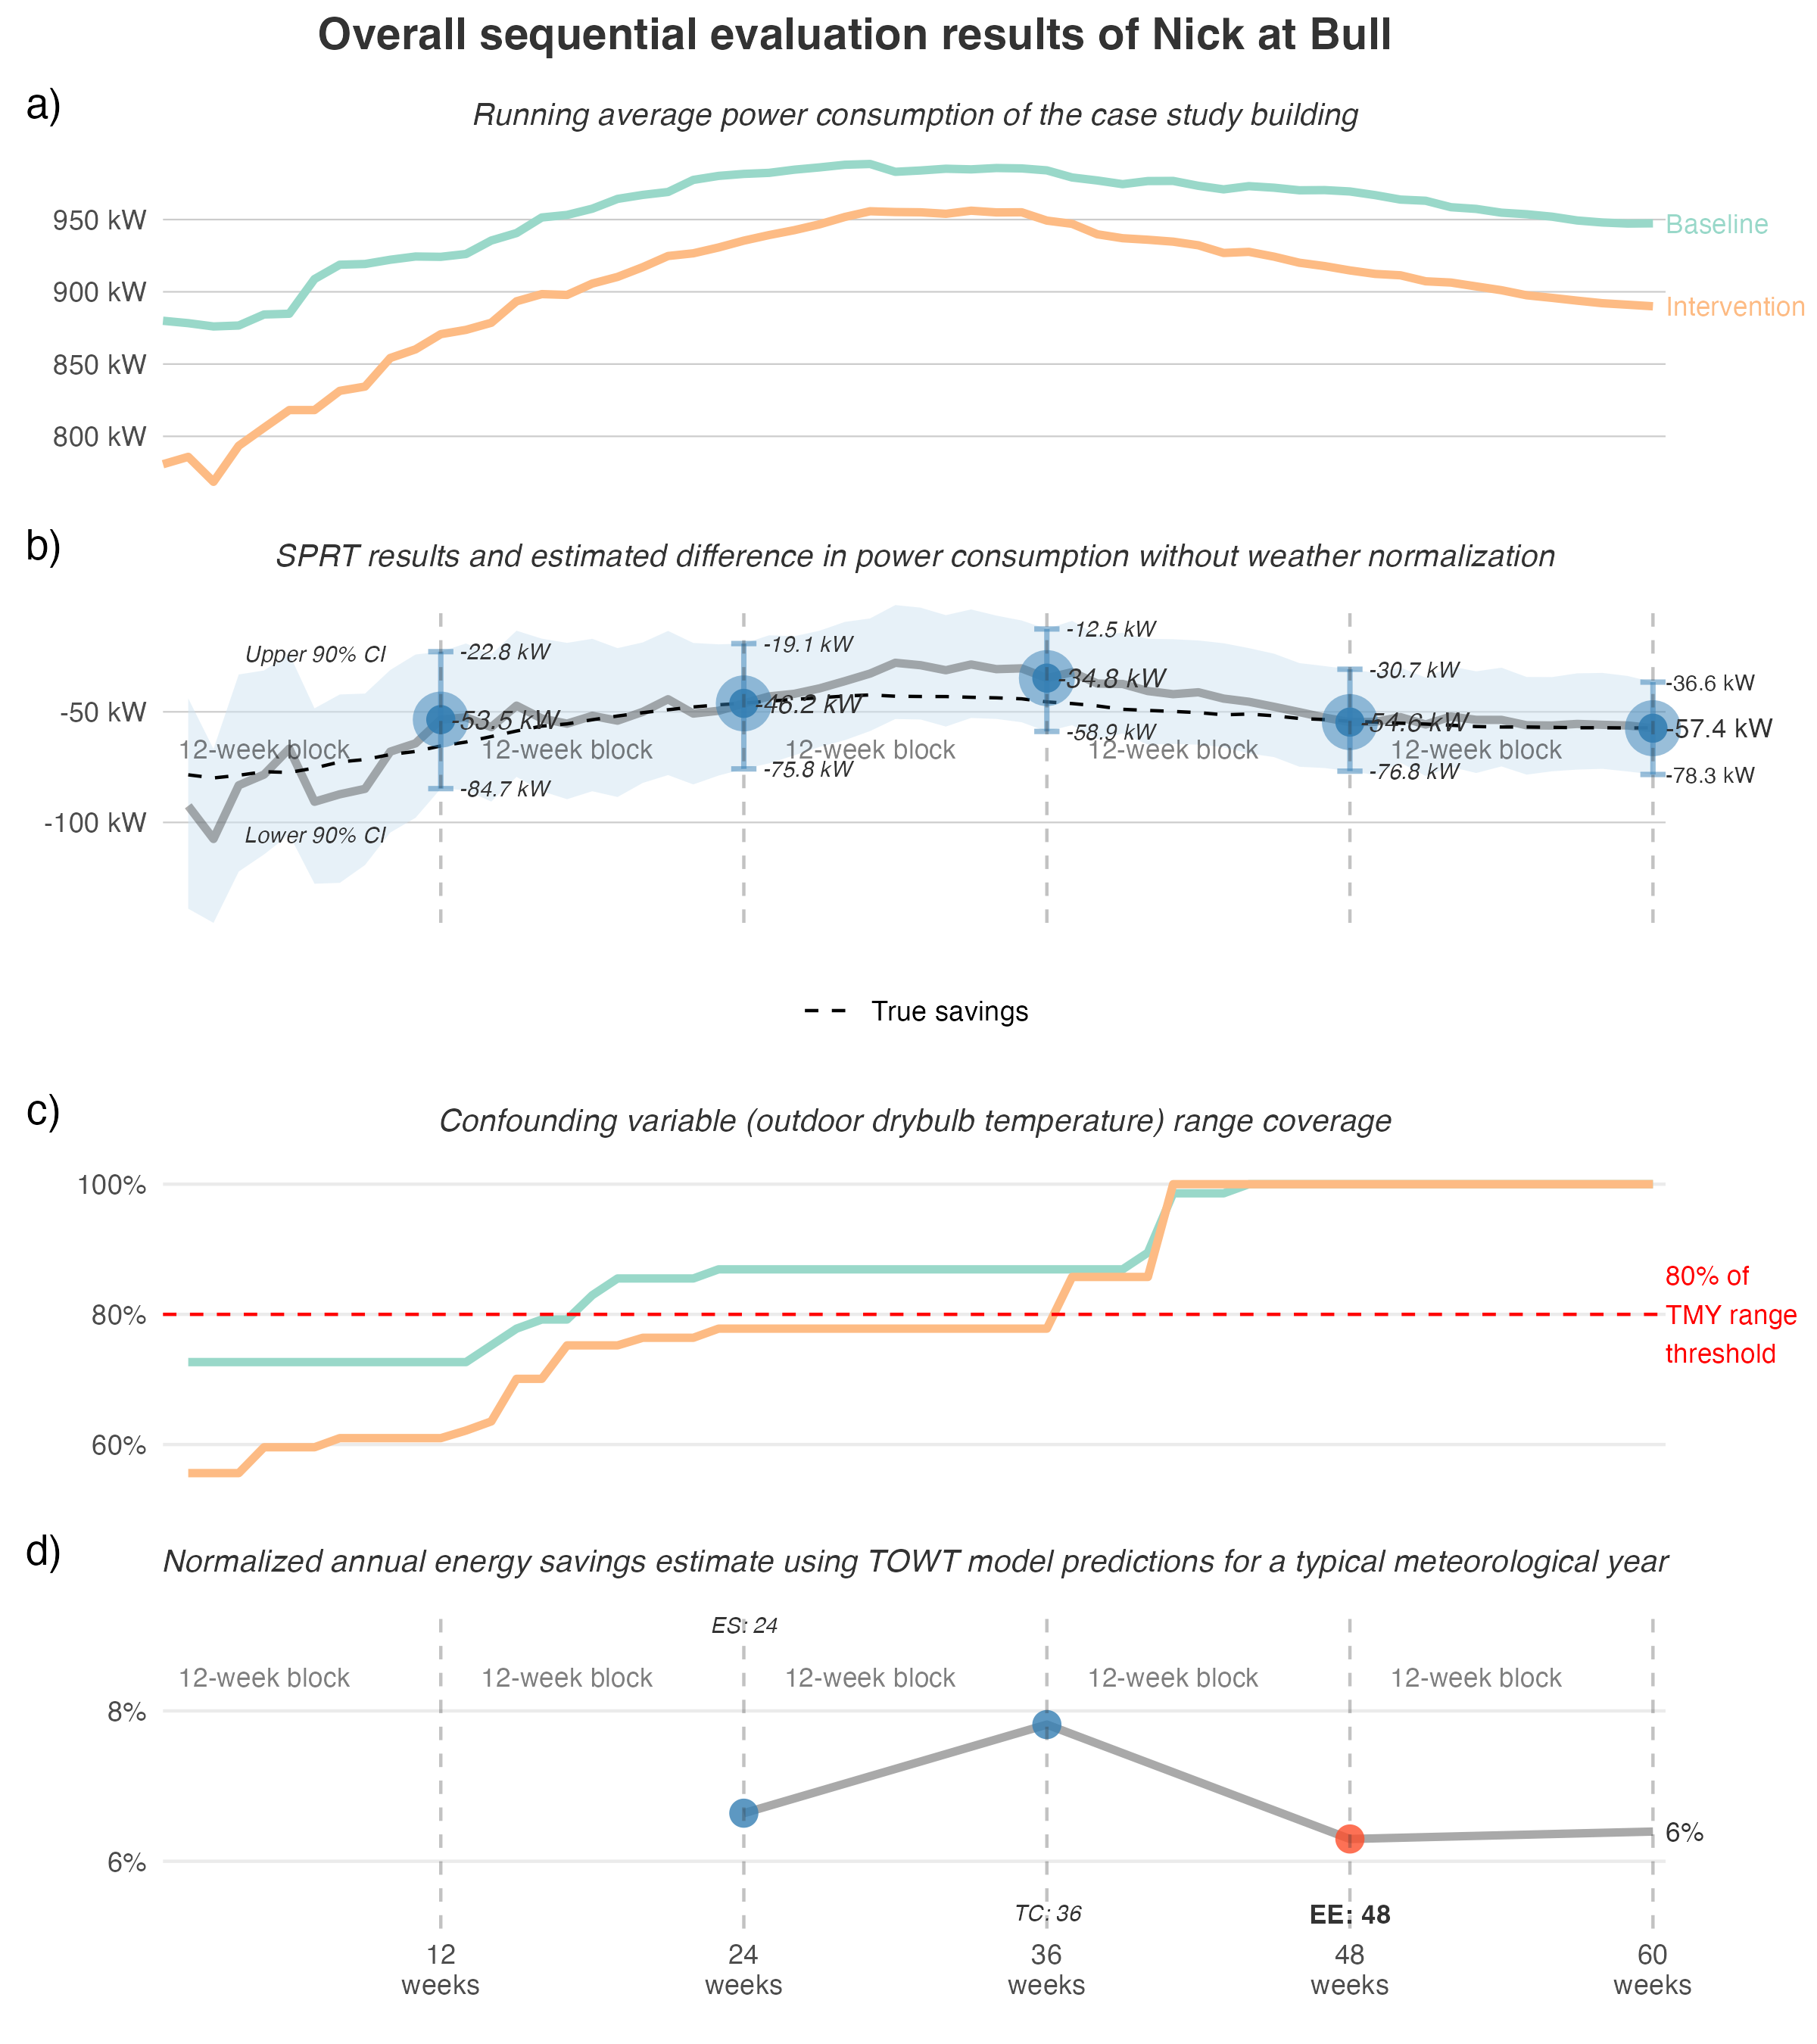 Overall sequential evaluation results of Nick at Bull
a)
Running average power consumption of the case study building
950 kW
900 kW
850 kW
800 kW
Baseline
Intervention
b)
SPRT results and estimated difference in power consumption without weather normalization
-50 kW
-100 kW
Upper 90% CI
Lower 90% CI
12-week block
12-week block
12-week block
12-week block
12-week block
-22.8 kW
-53.5 kW
-84.7 kW
-19.1 kW
-46.2 kW
-75.8 kW
-12.5 kW
-34.8 kW
-58.9 kW
-30.7 kW
-54.6 kW
-76.8 kW
-36.6 kW
-57.4 kW
-78.3 kW
True savings
c)
Confounding variable (outdoor drybulb temperature) range coverage
100%
80%
60%
80% of
TMY range
threshold
d)
Normalized annual energy savings estimate using TOWT model predictions for a typical meteorological year
ES: 24
12-week block
12-week block
12-week block
12-week block
12-week block
8%
6%
6%
TC: 36
EE: 48
12
weeks
24
weeks
36
weeks
48
weeks
60
weeks